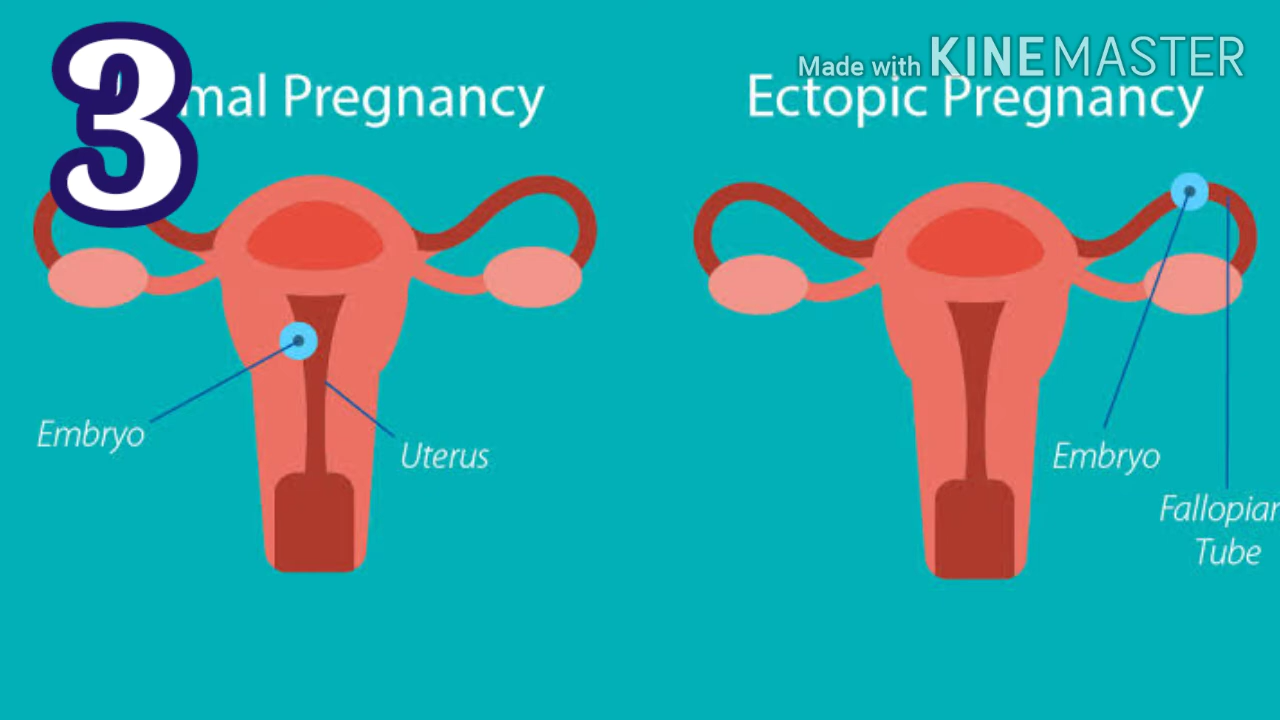 3
mal Pregnancy
Made with KINEMASTER
Ectopic Pregnancy
Embryo
Uterus
Embryo
Fallopian
Tube